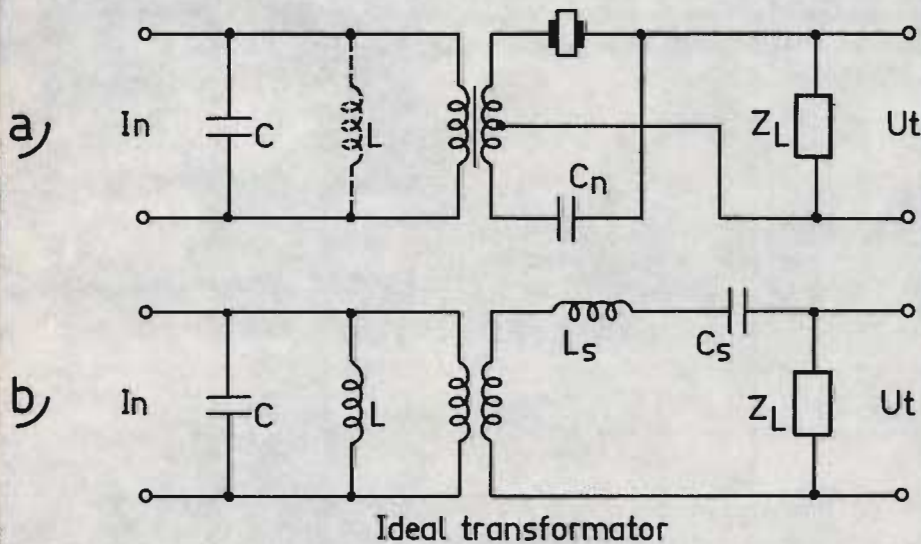 a)
In
C
L
Cn
ZL
Ut
b)
In
C
L
Ls
Cs
ZL
Ut
Ideal transformator